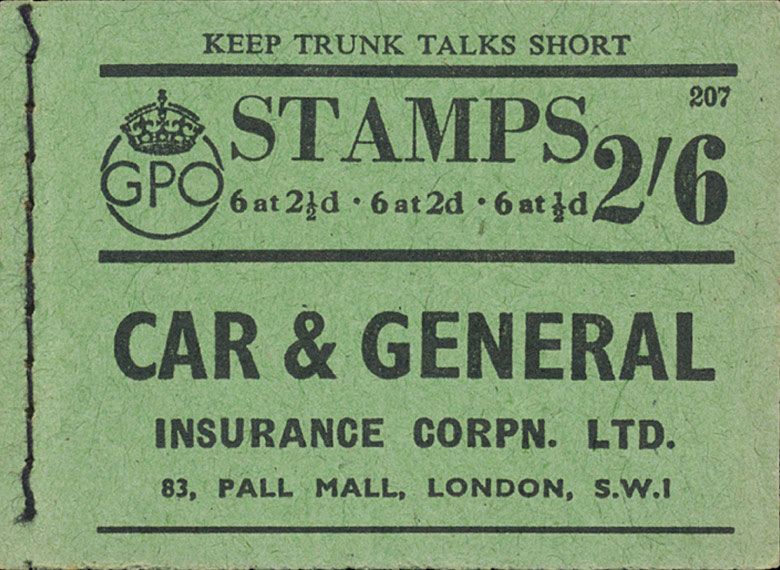 KEEP TRUNK TALKS SHORT
207
GPO
STAMPS 2/6
6 at 2½d · 6 at 2d · 6 at ½d
CAR & GENERAL
INSURANCE CORPN. LTD.
83, PALL MALL, LONDON, S.W.1